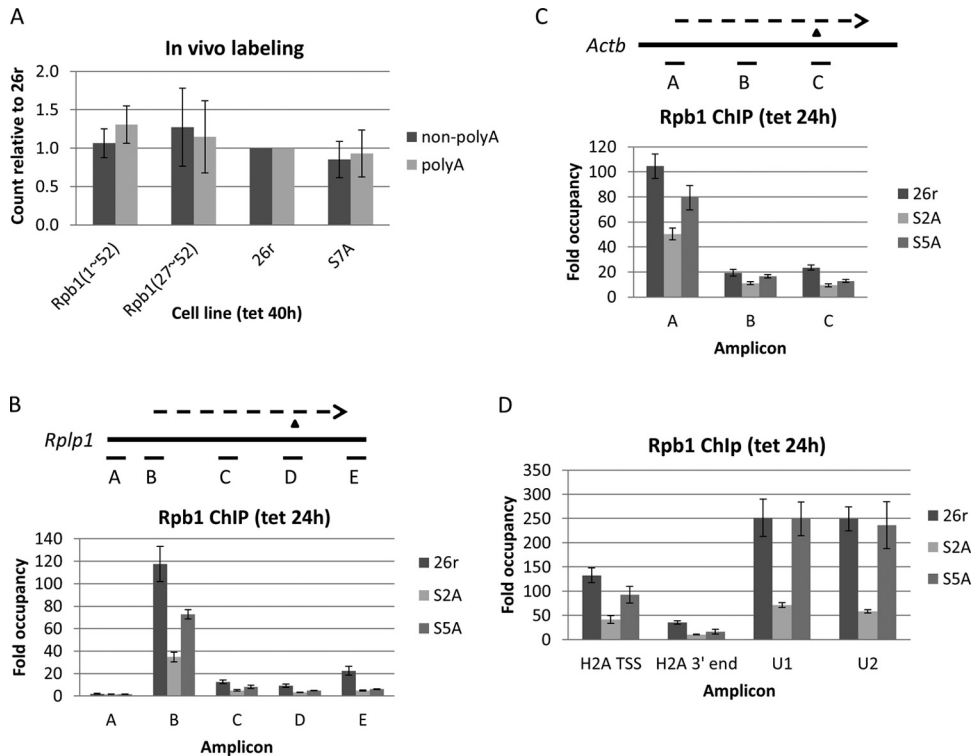 A
In vivo labeling
Count relative to 26r
2.0
1.5
1.0
0.5
0.0
Rpb1(1~52)
Rpb1(27~52)
26r
S7A
Cell line (tet 40h)
non-polyA
polyA
C
Actb
A B C
Rpb1 ChIP (tet 24h)
Fold occupancy
120
100
80
60
40
20
0
A B C
Amplicon
26r
S2A
S5A
B
Rplp1
A B C D E
Rpb1 ChIP (tet 24h)
Fold occupancy
140
120
100
80
60
40
20
0
A B C D E
Amplicon
26r
S2A
S5A
D
Rpb1 ChIp (tet 24h)
Fold occupancy
350
300
250
200
150
100
50
0
H2A TSS H2A 3' end U1 U2
Amplicon
26r
S2A
S5A